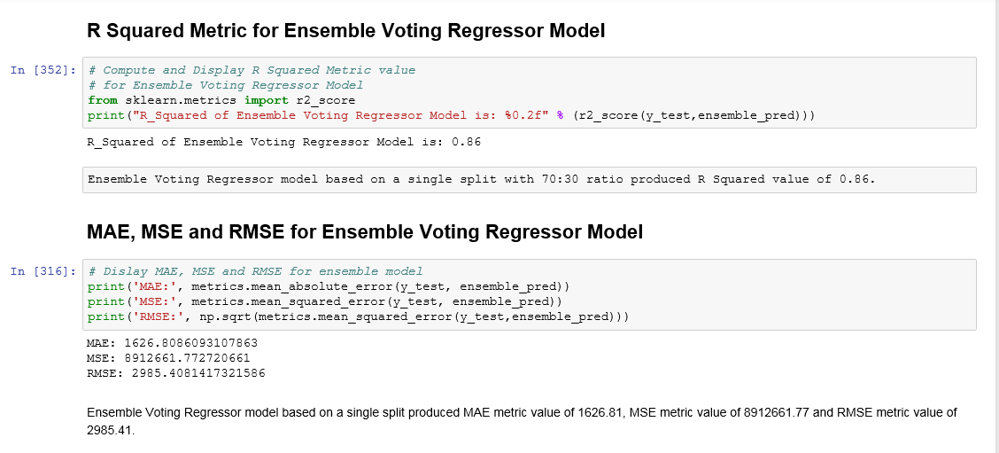 R Squared Metric for Ensemble Voting Regressor Model
In [352]: # Compute and Display R Squared Metric value
# for Ensemble Voting Regressor Model
from sklearn.metrics import r2_score
print("R_Squared of Ensemble Voting Regressor Model is: %0.2f" % (r2_score(y_test,ensemble_pred)))
R_Squared of Ensemble Voting Regressor Model is: 0.86
Ensemble Voting Regressor model based on a single split with 70:30 ratio produced R Squared value of 0.86.
MAE, MSE and RMSE for Ensemble Voting Regressor Model
In [316]: # Dislay MAE, MSE and RMSE for ensemble model
print('MAE:', metrics.mean_absolute_error(y_test, ensemble_pred))
print('MSE:', metrics.mean_squared_error(y_test, ensemble_pred))
print('RMSE:', np.sqrt(metrics.mean_squared_error(y_test,ensemble_pred)))
MAE: 1626.8086093107863
MSE: 8912661.772720661
RMSE: 2985.4081417321586
Ensemble Voting Regressor model based on a single split produced MAE metric value of 1626.81, MSE metric value of 8912661.77 and RMSE metric value of
2985.41.